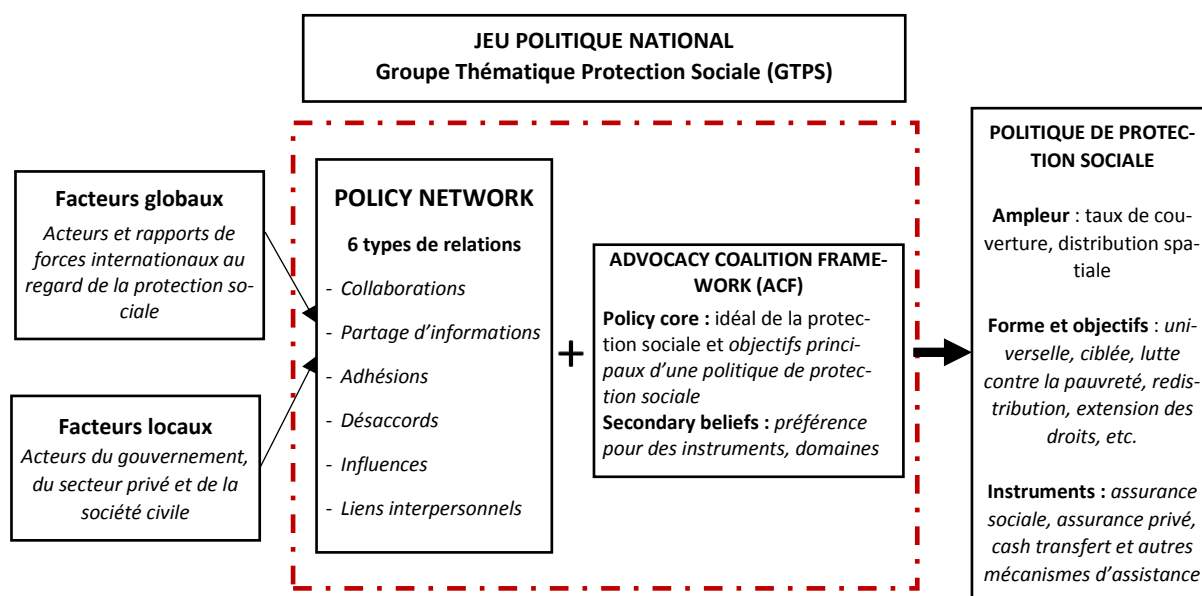 JEU POLITIQUE NATIONAL
Groupe Thématique Protection Sociale (GTPS)
Facteurs globaux
Acteurs et rapports de
forces internationaux au
regard de la protection so-
ciale
Facteurs locaux
Acteurs du gouvernement,
du secteur privé et de la
société civile
POLICY NETWORK
6 types de relations
- Collaborations
- Partage d’informations
- Adhésions
- Désaccords
- Influences
- Liens interpersonnels
+
ADVOCACY COALITION FRAME-
WORK (ACF)
Policy core : idéal de la protec-
tion sociale et objectifs princi-
paux d’une politique de protec-
tion sociale
Secondary beliefs : préférence
pour des instruments, domaines
POLITIQUE DE PROTEC-
TION SOCIALE
Ampleur : taux de cou-
verture, distribution spa-
tiale
Forme et objectifs : uni-
verselle, ciblée, lutte
contre la pauvreté, redis-
tribution, extension des
droits, etc.
Instruments : assurance
sociale, assurance privé,
cash transfert et autres
mécanismes d’assistance